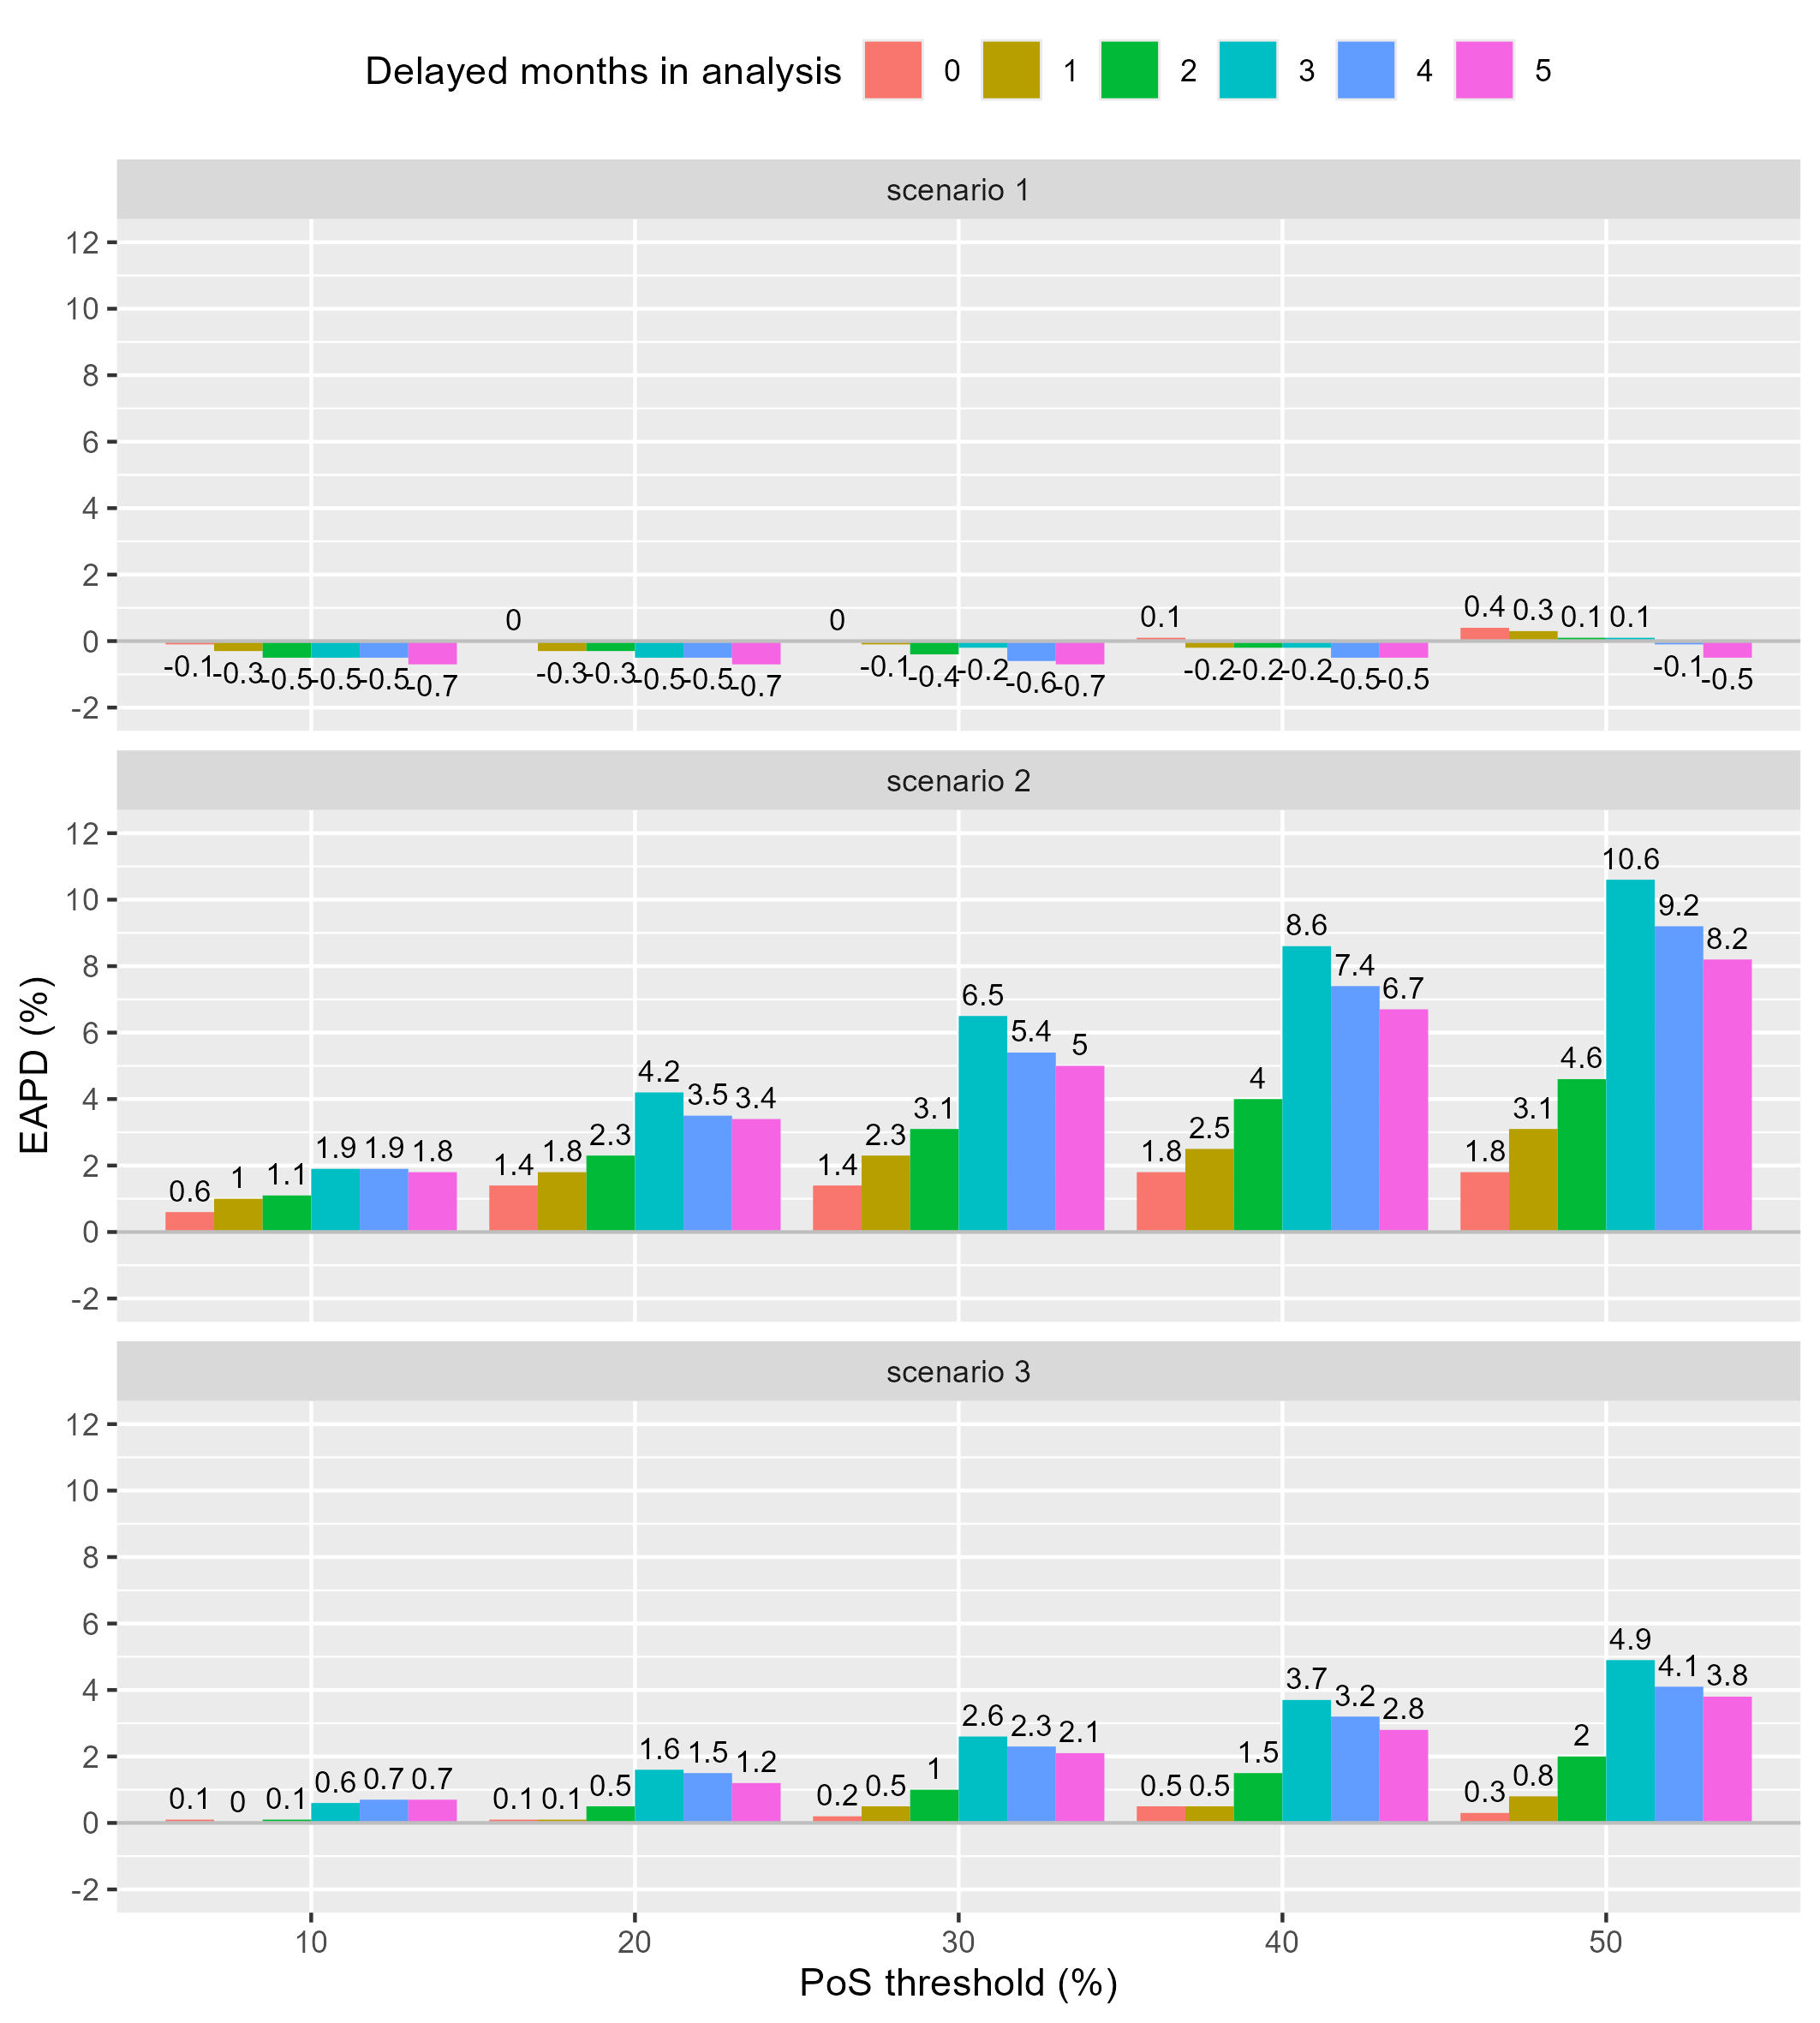 Delayed months in analysis 0 1 2 3 4 5
scenario 1
12
10
8
6
4
2
0
-2
-0.1 -0.3 -0.5 -0.5 -0.5 -0.7
0 -0.3 -0.3 -0.5 -0.5 -0.7
0 -0.1 -0.4 -0.2 -0.6 -0.7
0.1 -0.2 -0.2 -0.2 -0.5 -0.5
0.4 0.3 0.1 0.1 -0.1 -0.5
EAPD (%)
scenario 2
12
10
8
6
4
2
0
-2
0.6 1 1.1 1.9 1.9 1.8
1.4 1.8 2.3 4.2 3.5 3.4
1.4 2.3 3.1 6.5 5.4 5
1.8 2.5 4 8.6 7.4 6.7
1.8 3.1 4.6 10.6 9.2 8.2
scenario 3
12
10
8
6
4
2
0
-2
0.1 0 0.1 0.6 0.7 0.7
0.1 0.1 0.5 1.6 1.5 1.2
0.2 0.5 1 2.6 2.3 2.1
0.5 0.5 1.5 3.7 3.2 2.8
0.3 0.8 2 4.9 4.1 3.8
10 20 30 40 50
PoS threshold (%)